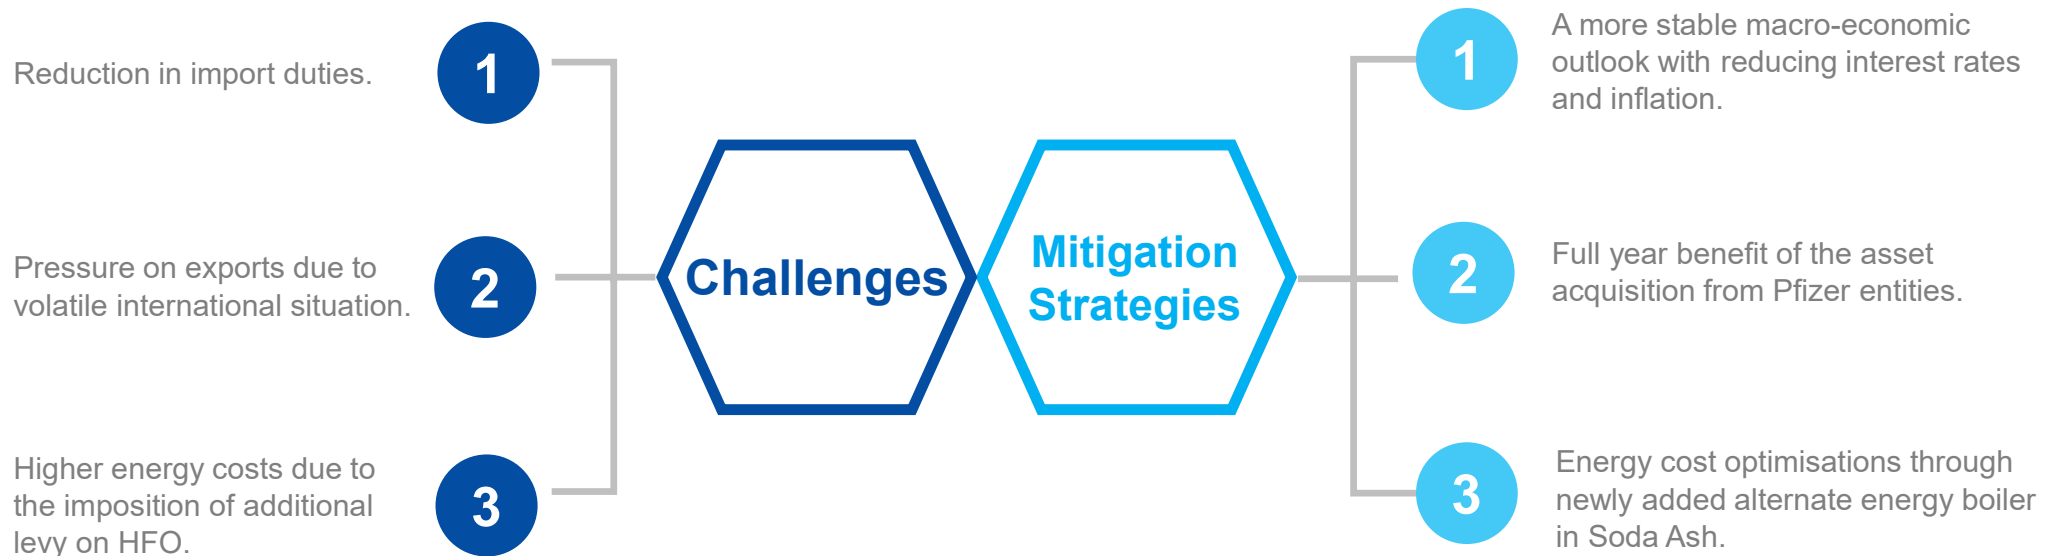 Reduction in import duties.
1
Pressure on exports due to
volatile international situation.
2
Higher energy costs due to
the imposition of additional
levy on HFO.
3
Challenges
Mitigation
Strategies
1
A more stable macro-economic
outlook with reducing interest rates
and inflation.
2
Full year benefit of the asset
acquisition from Pfizer entities.
3
Energy cost optimisations through
newly added alternate energy boiler
in Soda Ash.